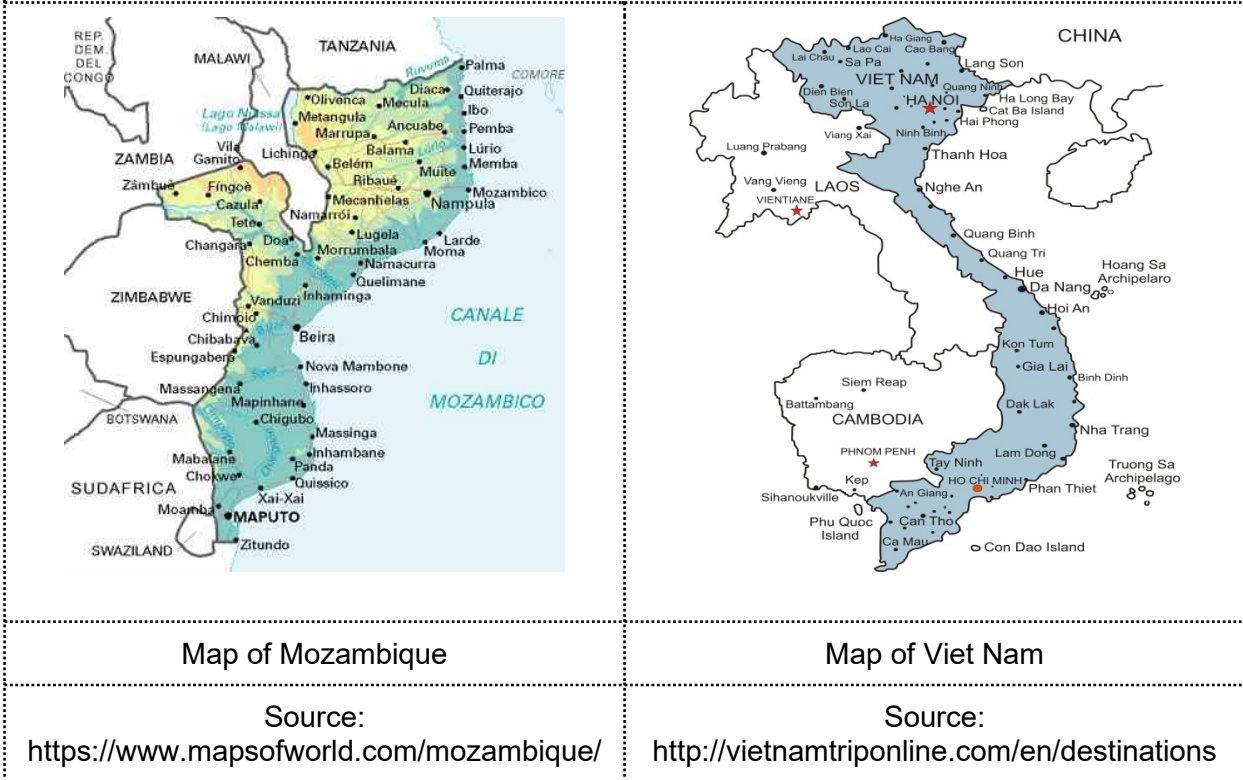 REP.
DEM.
DEL
CONGO
MALAWI
TANZANIA
COMORE
Ruvuma
Palma
Diaca
Quiterajo
Olivenca
Mecula
Ibo
Lago Niassa
(Lago Malawi)
Metangula
Marrupa
Ancuabe
Pemba
Balama
Lúrio
Lúrio
ZAMBIA
Vila
Gamito
Lichinga
Belém
Muite
Memba
Zâmbuè
Fíngoè
Ribaué
Cazula
Mecanhelas
Mozambico
Nampula
Tete
Namarrói
Changara
Doa
Lugela
Larde
Moma
Chemba
Morrumbala
Namacurra
Quelimane
ZIMBABWE
Vanduzi
Inhaminga
Chimoio
CANALE
Buzi
Chibabava
Beira
Espungabera
DI
Save
Nova Mambone
Massangena
Inhassoro
MOZAMBICO
BOTSWANA
Mapinhane
Chigubo
Massinga
Mabalane
Inhambane
Panda
Chokwe
Quissico
SUDAFRICA
Xai-Xai
Moamba
MAPUTO
SWAZILAND
Zitundo
CHINA
Ha Giang
Lao Cai
Cao Bang
Lai Chau
Sa Pa
Lang Son
VIET NAM
Dien Bien
Quang Ninh
Son La
HA NOI
Ha Long Bay
Cat Ba Island
Hai Phong
Viang Xai
Ninh Binh
Luang Prabang
Thanh Hoa
Vang Vieng
LAOS
Nghe An
VIENTIANE
Quang Binh
Quang Tri
Hue
Hoang Sa
Archipelaro
Da Nang
Hoi An
Kon Tum
Gia Lai
Siem Reap
Binh Dinh
Battambang
Dak Lak
CAMBODIA
Nha Trang
PHNOM PENH
Lam Dong
Tay Ninh
Truong Sa
Archipelago
Kep
HO CHI MINH
Sihanoukville
An Giang
Phan Thiet
Phu Quoc
Island
Can Tho
Ca Mau
Con Dao Island
Map of Mozambique
Map of Viet Nam
Source:
https://www.mapsofworld.com/mozambique/
Source:
http://vietnamtriponline.com/en/destinations